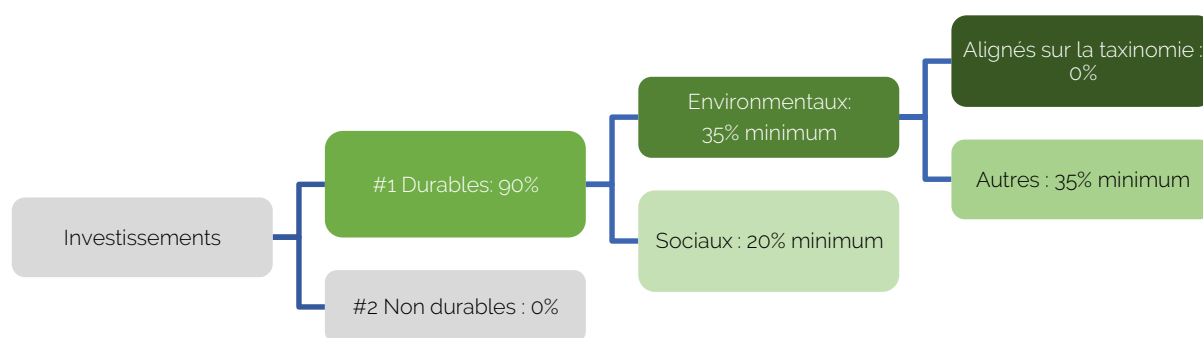 Investissements
#1 Durables: 90%
#2 Non durables : 0%
Environmentaux:
35% minimum
Sociaux : 20% minimum
Alignés sur la taxinomie :
0%
Autres : 35% minimum